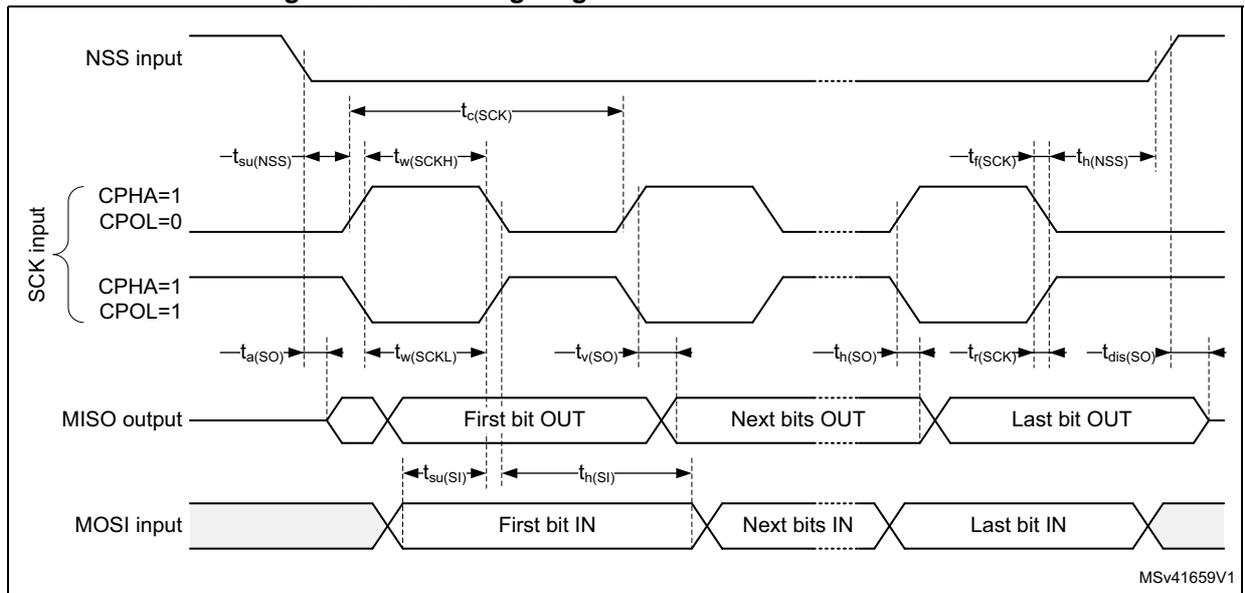 NSS input
tc(SCK)
tsu(NSS)
tw(SCKH)
tf(SCK)
th(NSS)
SCK input
CPHA=1
CPOL=0
CPHA=1
CPOL=1
ta(SO)
tw(SCKL)
tv(SO)
th(SO)
tr(SCK)
tdis(SO)
MISO output
First bit OUT
Next bits OUT
Last bit OUT
tsu(SI)
th(SI)
MOSI input
First bit IN
Next bits IN
Last bit IN
MSv41659V1